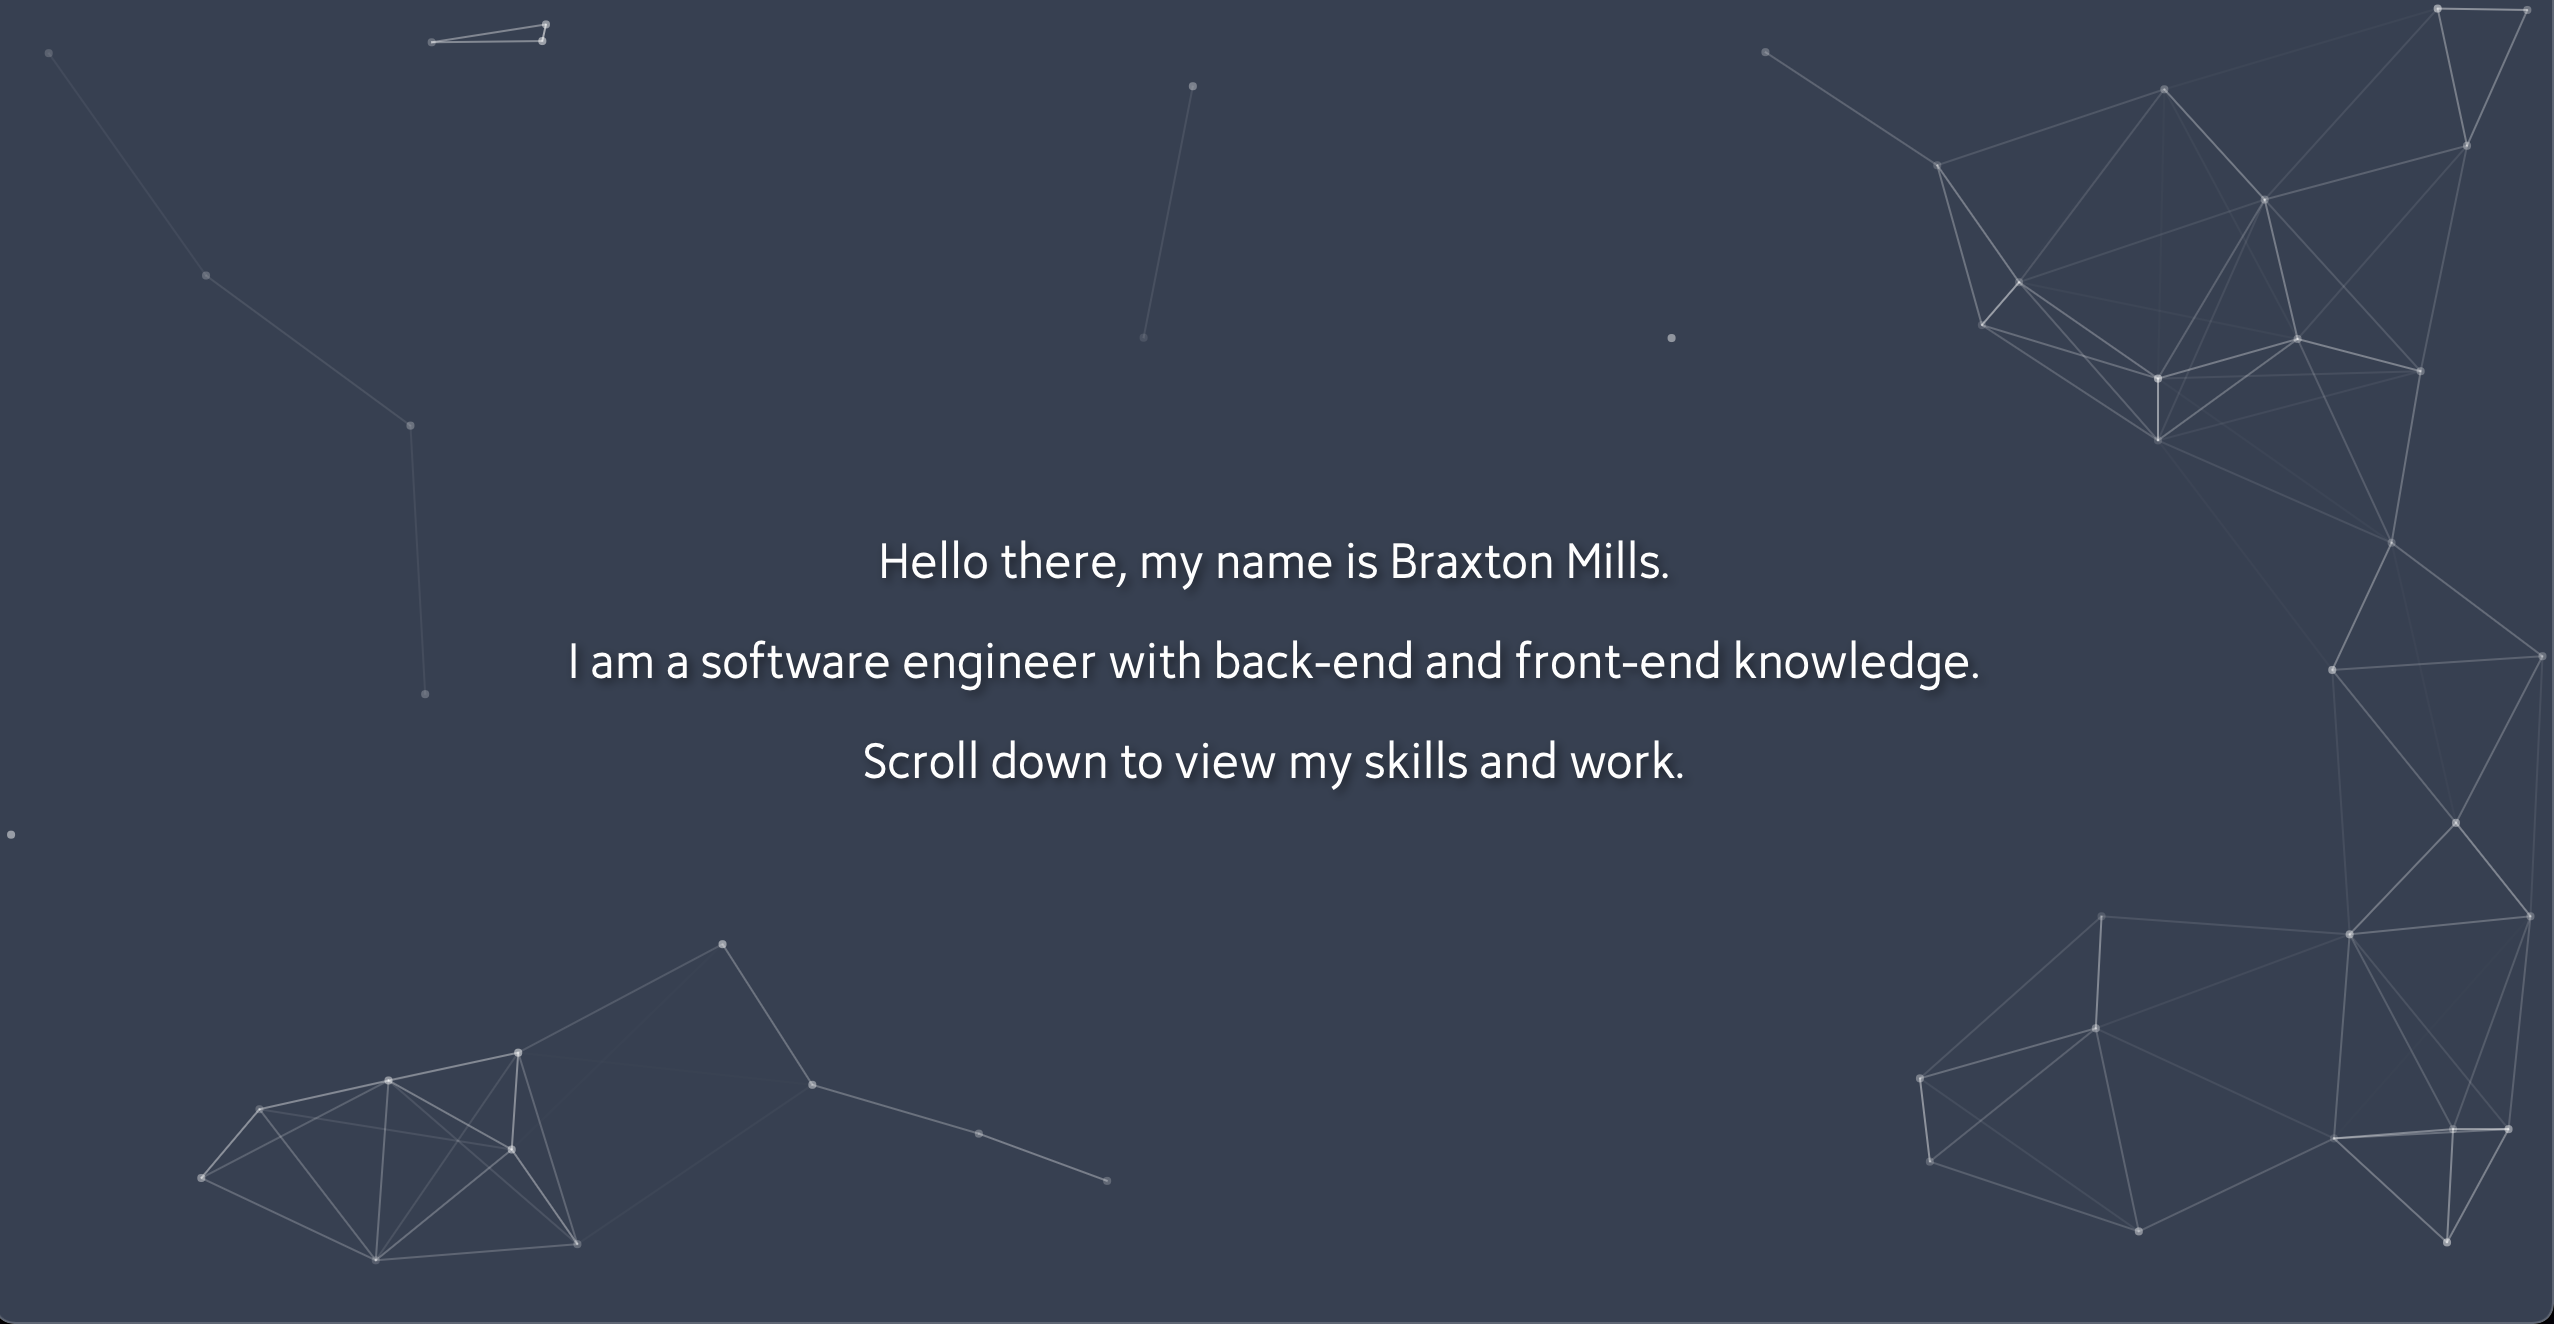 Hello there, my name is Braxton Mills.
I am a software engineer with back-end and front-end knowledge.
Scroll down to view my skills and work.